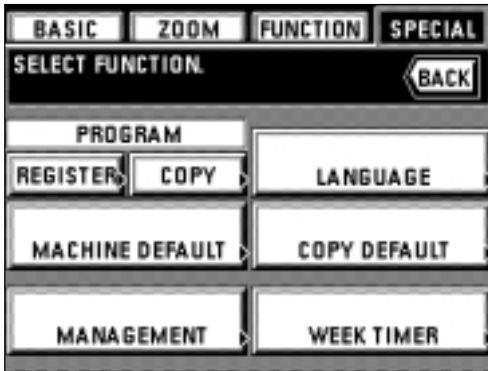 BASIC ZOOM FUNCTION SPECIAL
SELECT FUNCTION.
BACK
PROGRAM
REGISTER COPY LANGUAGE
MACHINE DEFAULT COPY DEFAULT
MANAGEMENT WEEK TIMER